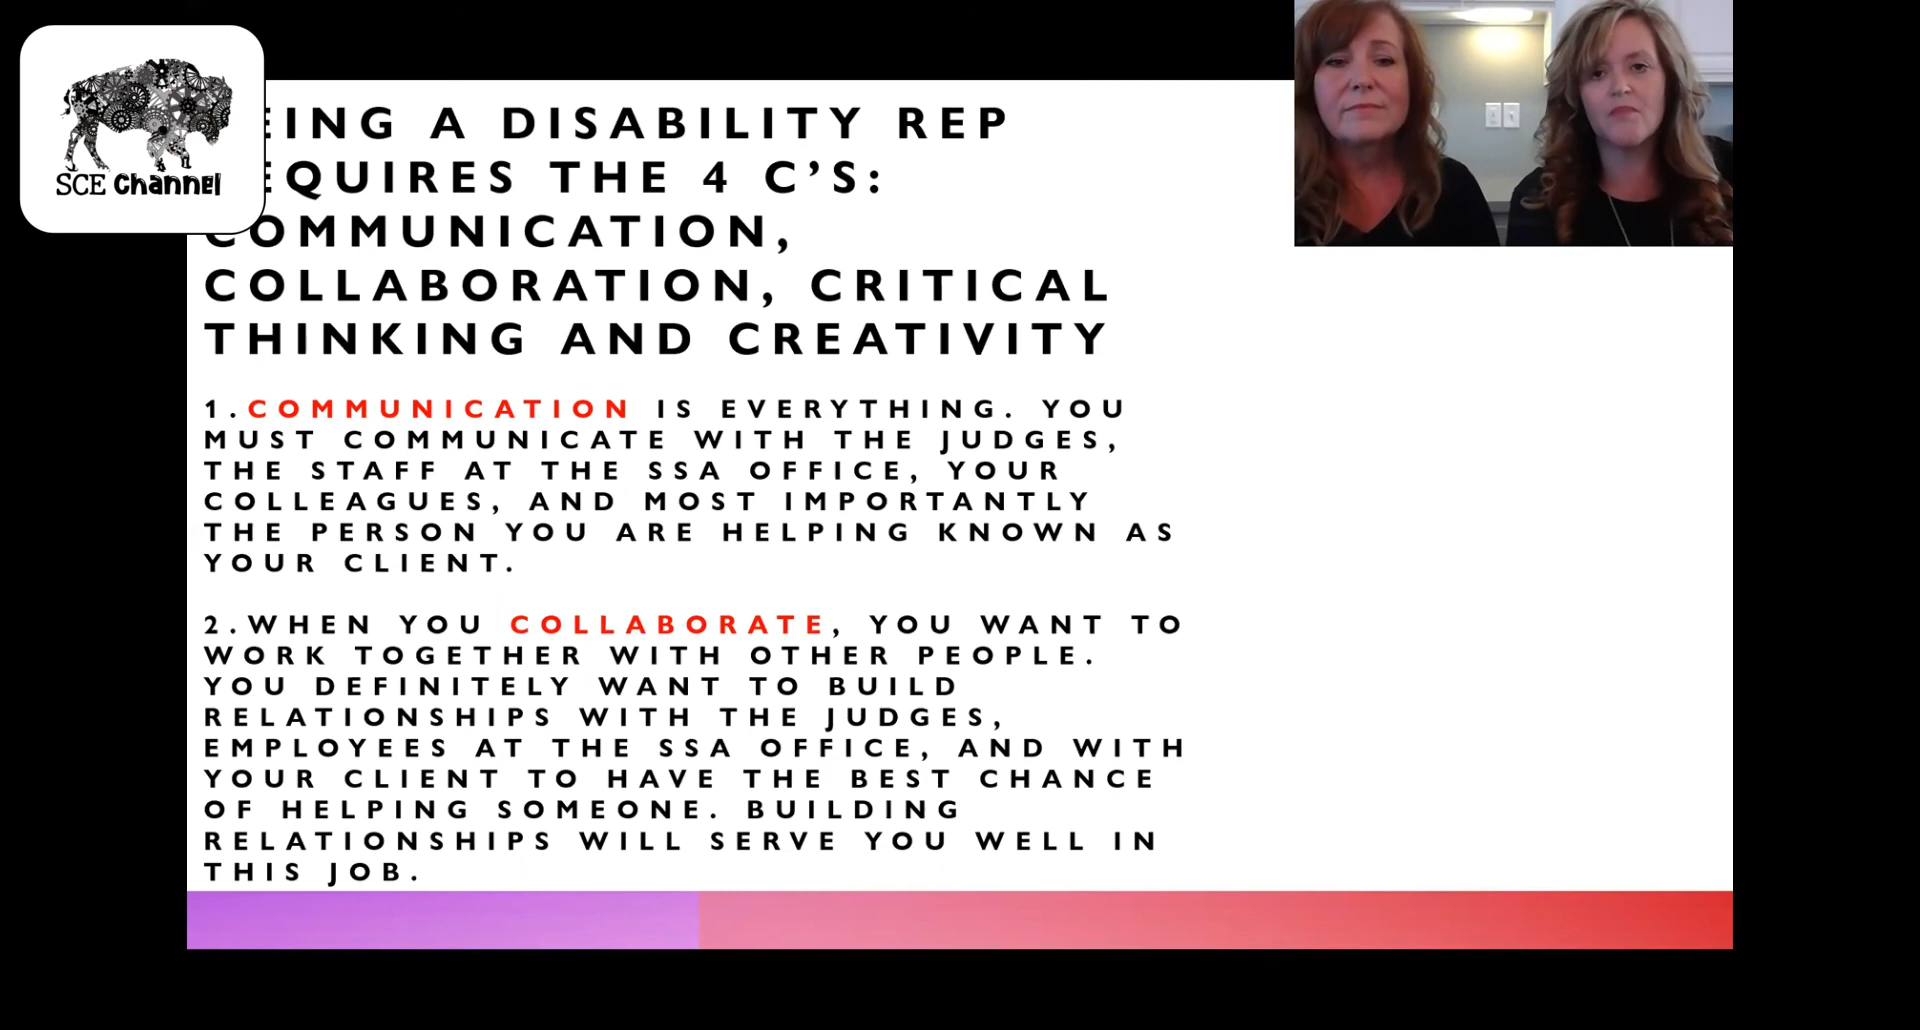 SCE Channel
EING A DISABILITY REP
EQUIRES THE 4 C'S:
COMMUNICATION,
COLLABORATION, CRITICAL
THINKING AND CREATIVITY
1.COMMUNICATION IS EVERYTHING. YOU
MUST COMMUNICATE WITH THE JUDGES,
THE STAFF AT THE SSA OFFICE, YOUR
COLLEAGUES, AND MOST IMPORTANTLY
THE PERSON YOU ARE HELPING KNOWN AS
YOUR CLIENT.
2.WHEN YOU COLLABORATE, YOU WANT TO
WORK TOGETHER WITH OTHER PEOPLE.
YOU DEFINITELY WANT TO BUILD
RELATIONSHIPS WITH THE JUDGES,
EMPLOYEES AT THE SSA OFFICE, AND WITH
YOUR CLIENT TO HAVE THE BEST CHANCE
OF HELPING SOMEONE. BUILDING
RELATIONSHIPS WILL SERVE YOU WELL IN
THIS JOB.